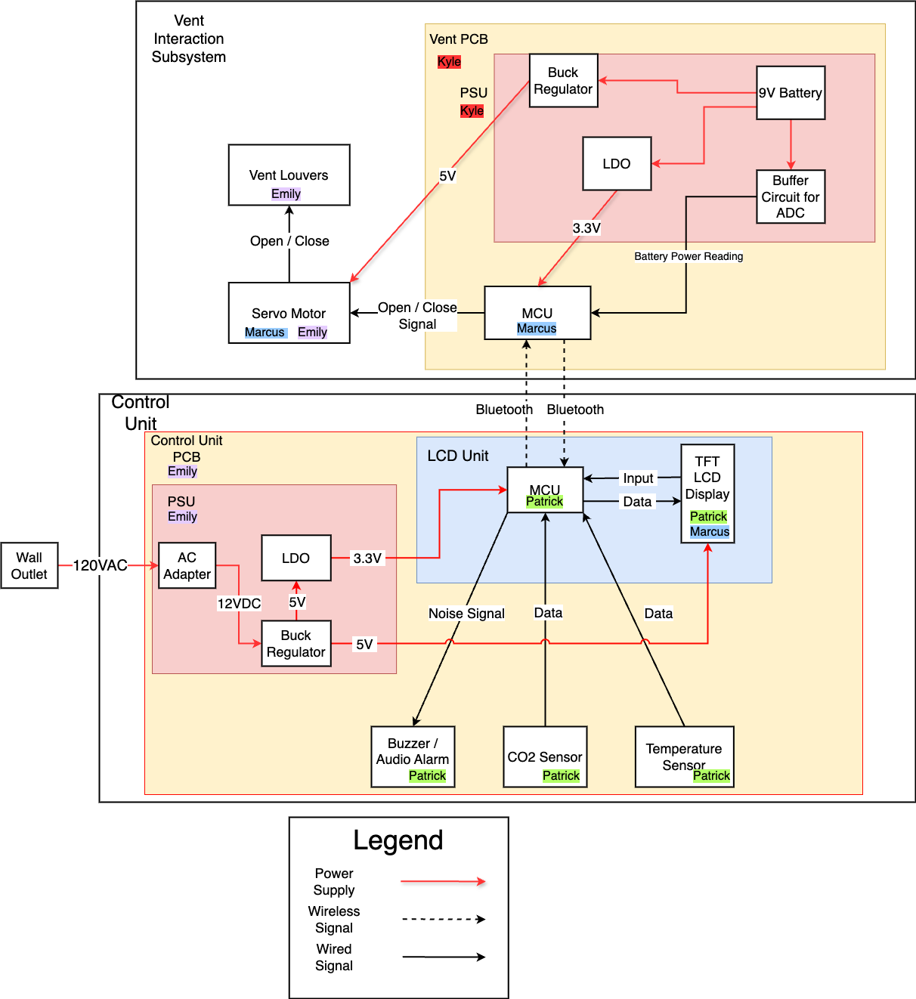 Vent
Interaction
Subsystem
Vent PCB
Kyle
PSU
Kyle
Buck
Regulator
9V Battery
LDO
Buffer
Circuit for
ADC
5V
3.3V
Battery Power Reading
Vent Louvers
Emily
Open / Close
Servo Motor
Marcus
Emily
Open / Close
Signal
MCU
Marcus
Bluetooth
Bluetooth
Control
Unit
Control Unit
PCB
Emily
LCD Unit
PSU
Emily
MCU
Patrick
Input
Data
TFT
LCD
Display
Patrick
Marcus
Wall
Outlet
120VAC
AC
Adapter
12VDC
LDO
3.3V
5V
Buck
Regulator
5V
Noise Signal
Data
Data
Buzzer /
Audio Alarm
Patrick
CO2 Sensor
Patrick
Temperature
Sensor
Patrick
Legend
Power
Supply
Wireless
Signal
Wired
Signal